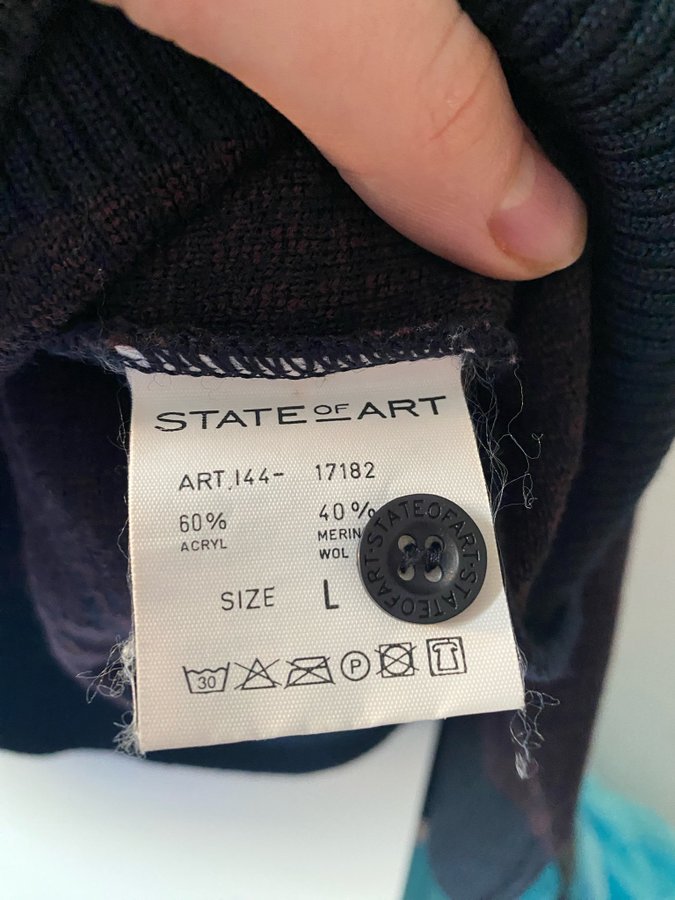 STATE OF ART
ART.144- 17182
60% 40%
ACRYL MERIN
WOL
SIZE L
STATEOFART·STATEOFART·
30 P